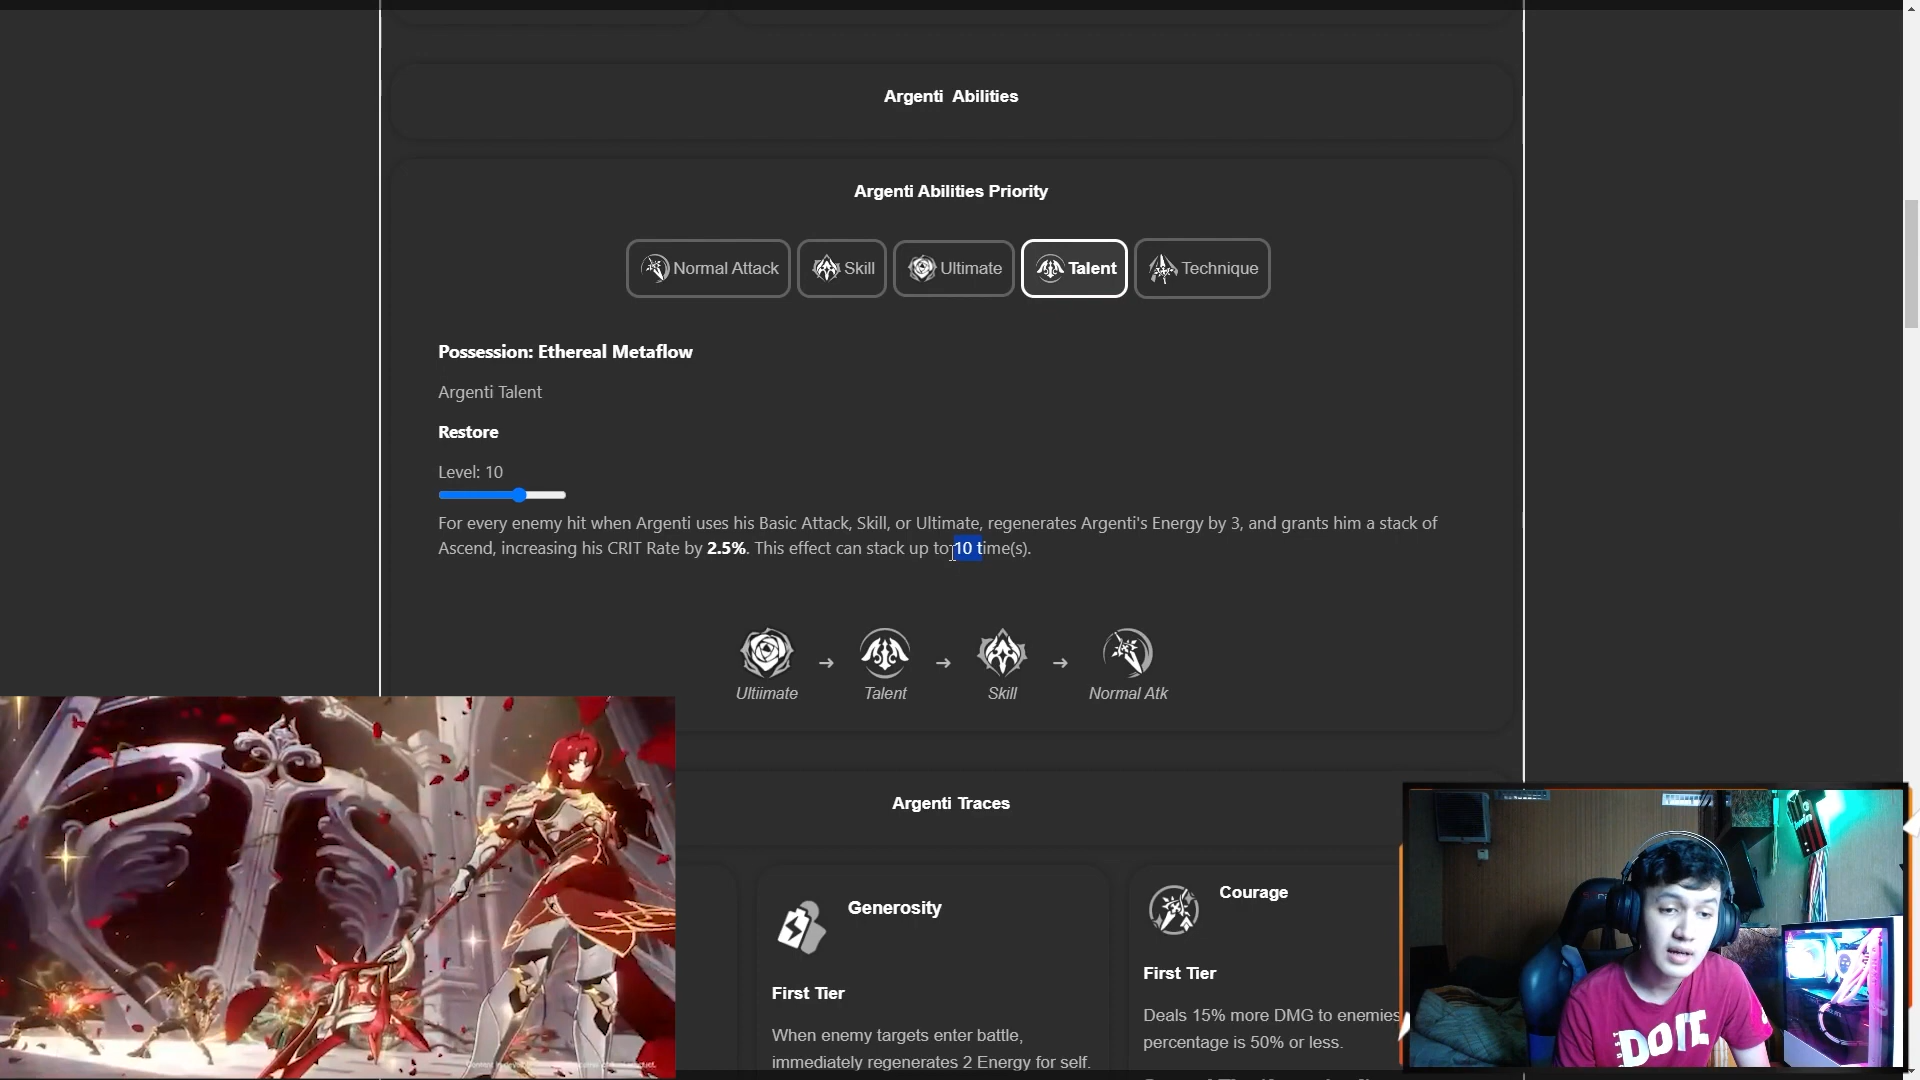 Argenti Abilities
Argenti Abilities Priority
Normal Attack
Skill
Ultimate
Talent
Technique
Possession: Ethereal Metaflow
Argenti Talent
Restore
Level: 10
For every enemy hit when Argenti uses his Basic Attack, Skill, or Ultimate, regenerates Argenti's Energy by 3, and grants him a stack of
Ascend, increasing his CRIT Rate by 2.5%. This effect can stack up to 10 time(s).
Ultiimate
Talent
Skill
Normal Atk
Argenti Traces
Generosity
First Tier
When enemy targets enter battle,
immediately regenerates 2 Energy for self.
Courage
First Tier
Deals 15% more DMG to enemies
percentage is 50% or less.